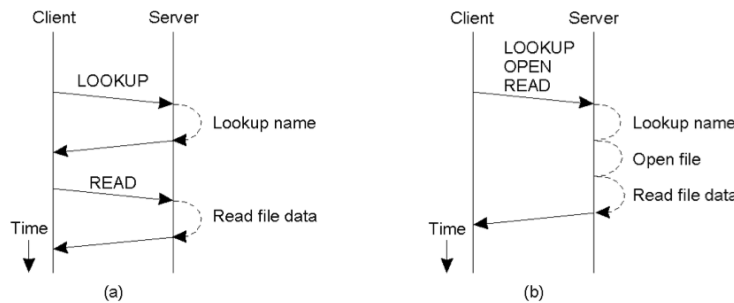 Client
Server
LOOKUP
Lookup name
READ
Read file data
Time
(a)
Client
Server
LOOKUP
OPEN
READ
Lookup name
Open file
Read file data
Time
(b)